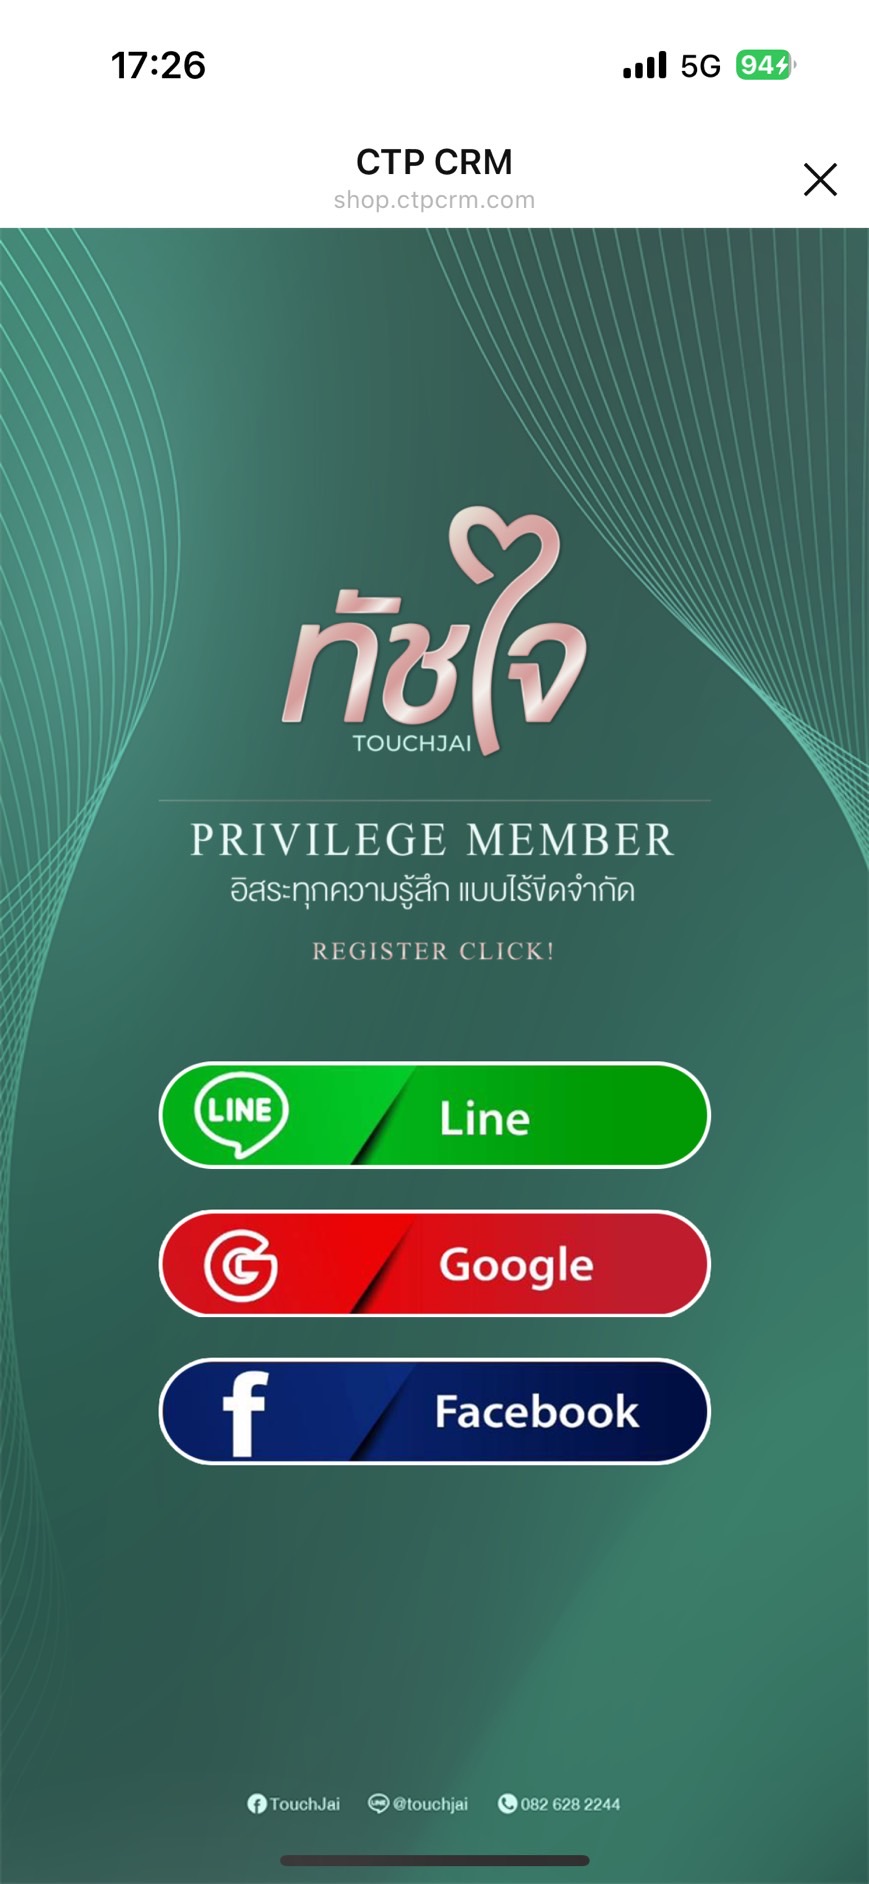 17:26
5G 94
CTP CRM
shop.ctpcrm.com
ทัชใจ
TOUCHJAI
PRIVILEGE MEMBER
อิสระทุกความรู้สึก แบบไร้ขีดจำกัด
REGISTER CLICK!
LINE Line
Google
Facebook
TouchJai LINE @touchjai 082 628 2244